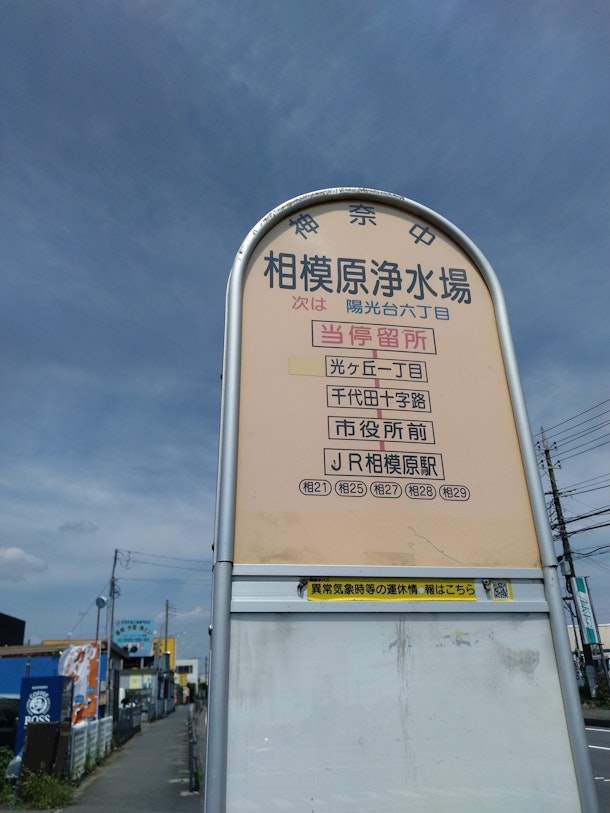 神奈中
相模原浄水場
次は 陽光台六丁目
当停留所
光ヶ丘一丁目
千代田十字路
市役所前
JR相模原駅
相21 相25 相27 相28 相29
異常気象時等の運休情 報はこちら
COFFEE
BOSS